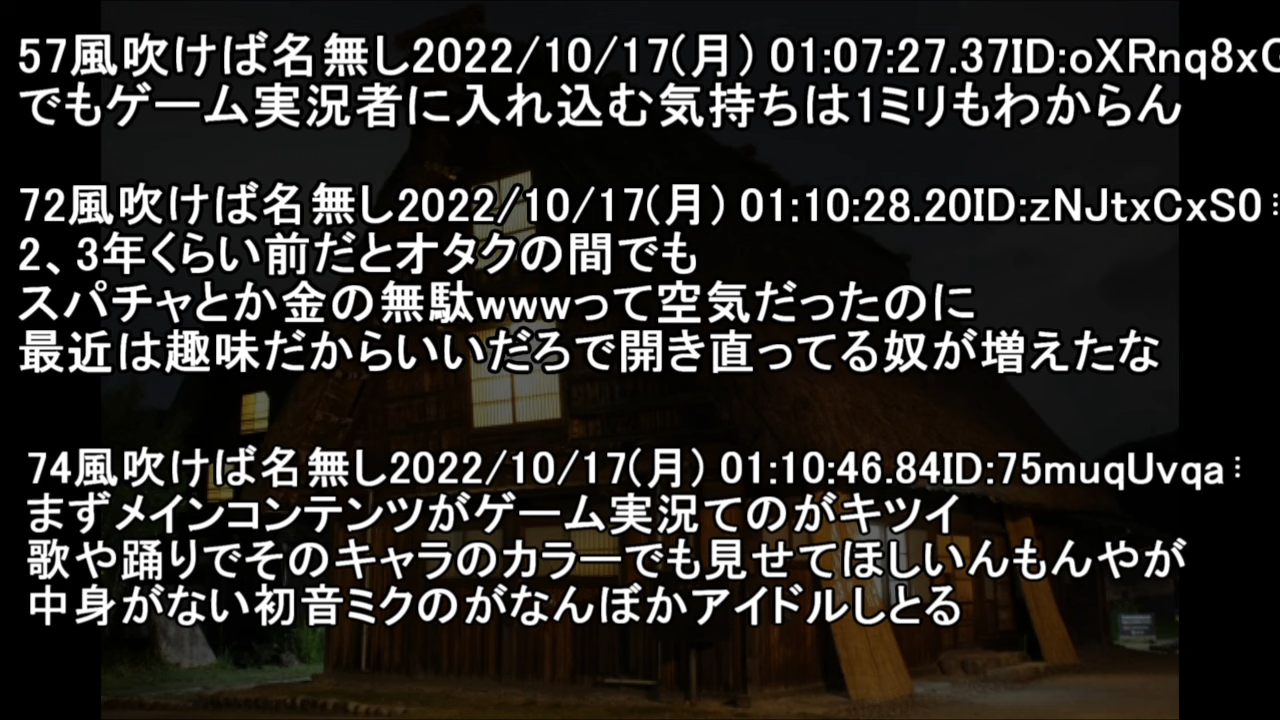 57風吹けば名無し2022/10/17(月) 01:07:27.37ID:oXRnq8xC
でもゲーム実況者に入れ込む気持ちは1ミリもわからん
72風吹けば名無し2022/10/17(月) 01:10:28.20ID:zNJtxCxS0⋮
2、3年くらい前だとオタクの間でも
スパチャとか金の無駄wwwって空気だったのに
最近は趣味だからいいだろで開き直ってる奴が増えたな
74風吹けば名無し2022/10/17(月) 01:10:46.84ID:75muqUvqa⋮
まずメインコンテンツがゲーム実況てのがキツイ
歌や踊りでそのキャラのカラーでも見せてほしいんもんやが
中身がない初音ミクのがなんぼかアイドルしとる